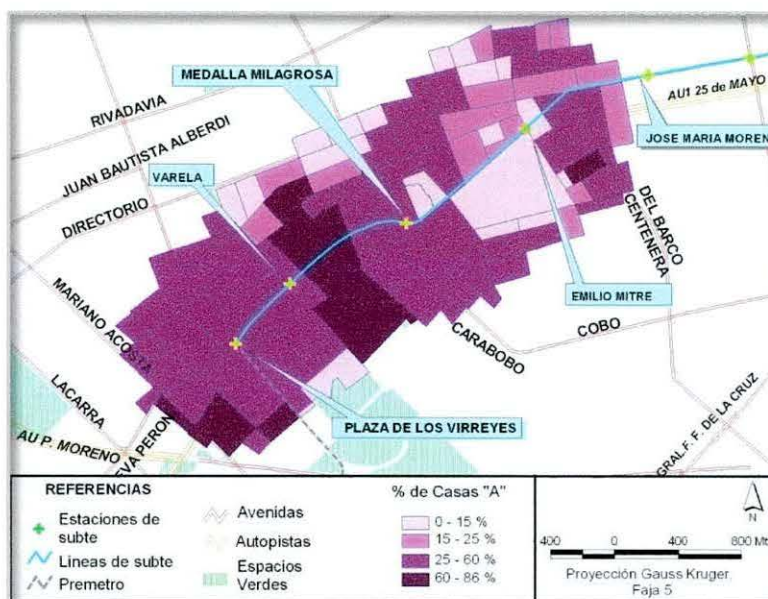 MEDALLA MILAGROSA
RIVADAVIA
AU1 25 de MAYO
JUAN BAUTISTA ALBERDI
JOSE MARIA MOREN
VARELA
DIRECTORIO
DEL BARCO
CENTENERA
MARIANO ACOSTA
EMILIO MITRE
CARABOBO
COBO
LACARRA
PLAZA DE LOS VIRREYES
EVA PERON
AU P. MORENO
GRAL F. F. DE LA CRUZ
REFERENCIAS
Estaciones de
subte
Lineas de subte
Premetro
Avenidas
Autopistas
Espacios
Verdes
% de Casas "A"
0 - 15 %
15 - 25 %
25 - 60 %
60 - 86 %
N
400 0 400 800 Mt
Proyección Gauss Kruger.
Faja 5